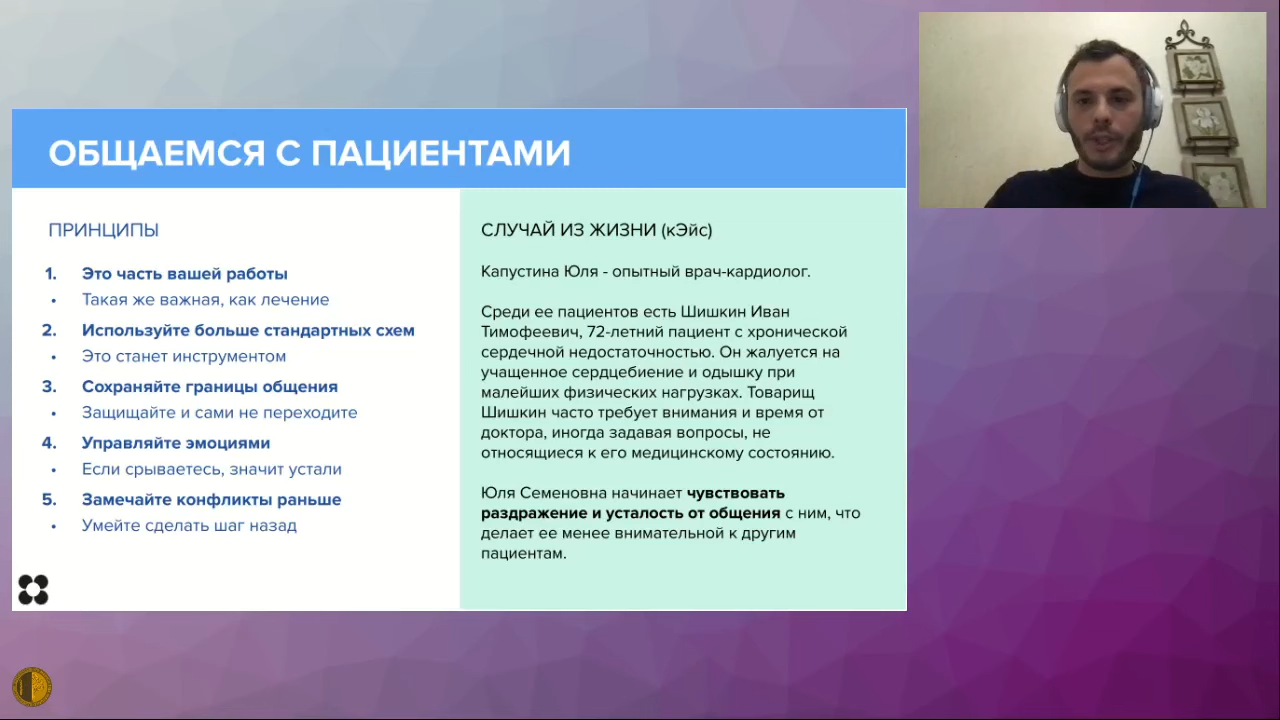 ОБЩАЕМСЯ С ПАЦИЕНТАМИ
ПРИНЦИПЫ
1. Это часть вашей работы
• Такая же важная, как лечение
2. Используйте больше стандартных схем
• Это станет инструментом
3. Сохраняйте границы общения
• Защищайте и сами не переходите
4. Управляйте эмоциями
• Если срываетесь, значит устали
5. Замечайте конфликты раньше
• Умейте сделать шаг назад
СЛУЧАЙ ИЗ ЖИЗНИ (кЭйс)
Капустина Юля - опытный врач-кардиолог.
Среди ее пациентов есть Шишкин Иван
Тимофеевич, 72-летний пациент с хронической
сердечной недостаточностью. Он жалуется на
учащенное сердцебиение и одышку при
малейших физических нагрузках. Товарищ
Шишкин часто требует внимания и время от
доктора, иногда задавая вопросы, не
относящиеся к его медицинскому состоянию.
Юля Семеновна начинает чувствовать
раздражение и усталость от общения с ним, что
делает ее менее внимательной к другим
пациентам.